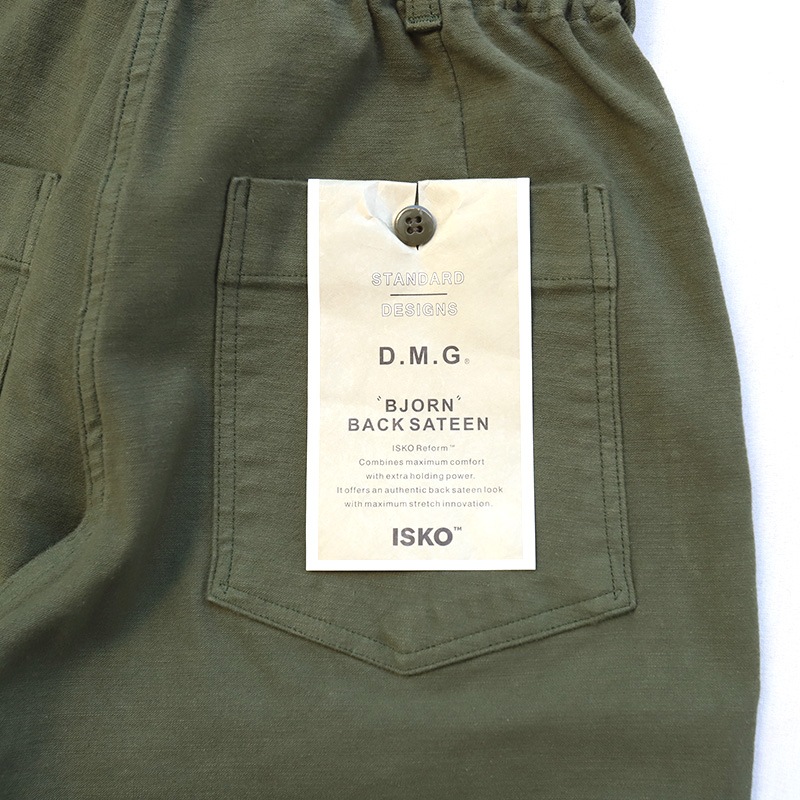 STANDARD
DESIGNS
D.M.G®
"BJORN"
BACK SATEEN
ISKO Reform™
Combines maximum comfort
with extra holding power.
It offers an authentic back sateen look
with maximum stretch innovation.
ISKO™